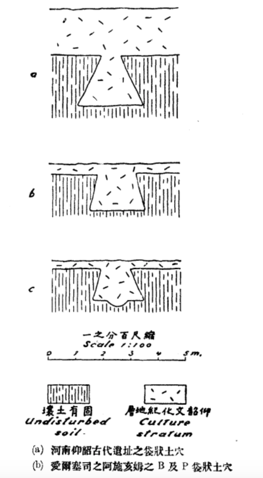 a
b
c
縮尺百分之一
Scale 1:100
0 1 2 3 4 5 m.
固有土壤
Undisturbed
soil
仰韶文化紀地層
Culture
stratum
(a) 河南仰韶古代遺址之袋狀土穴
(b) 愛爾塞司之阿施亥姆之 B 及 P 袋狀土穴